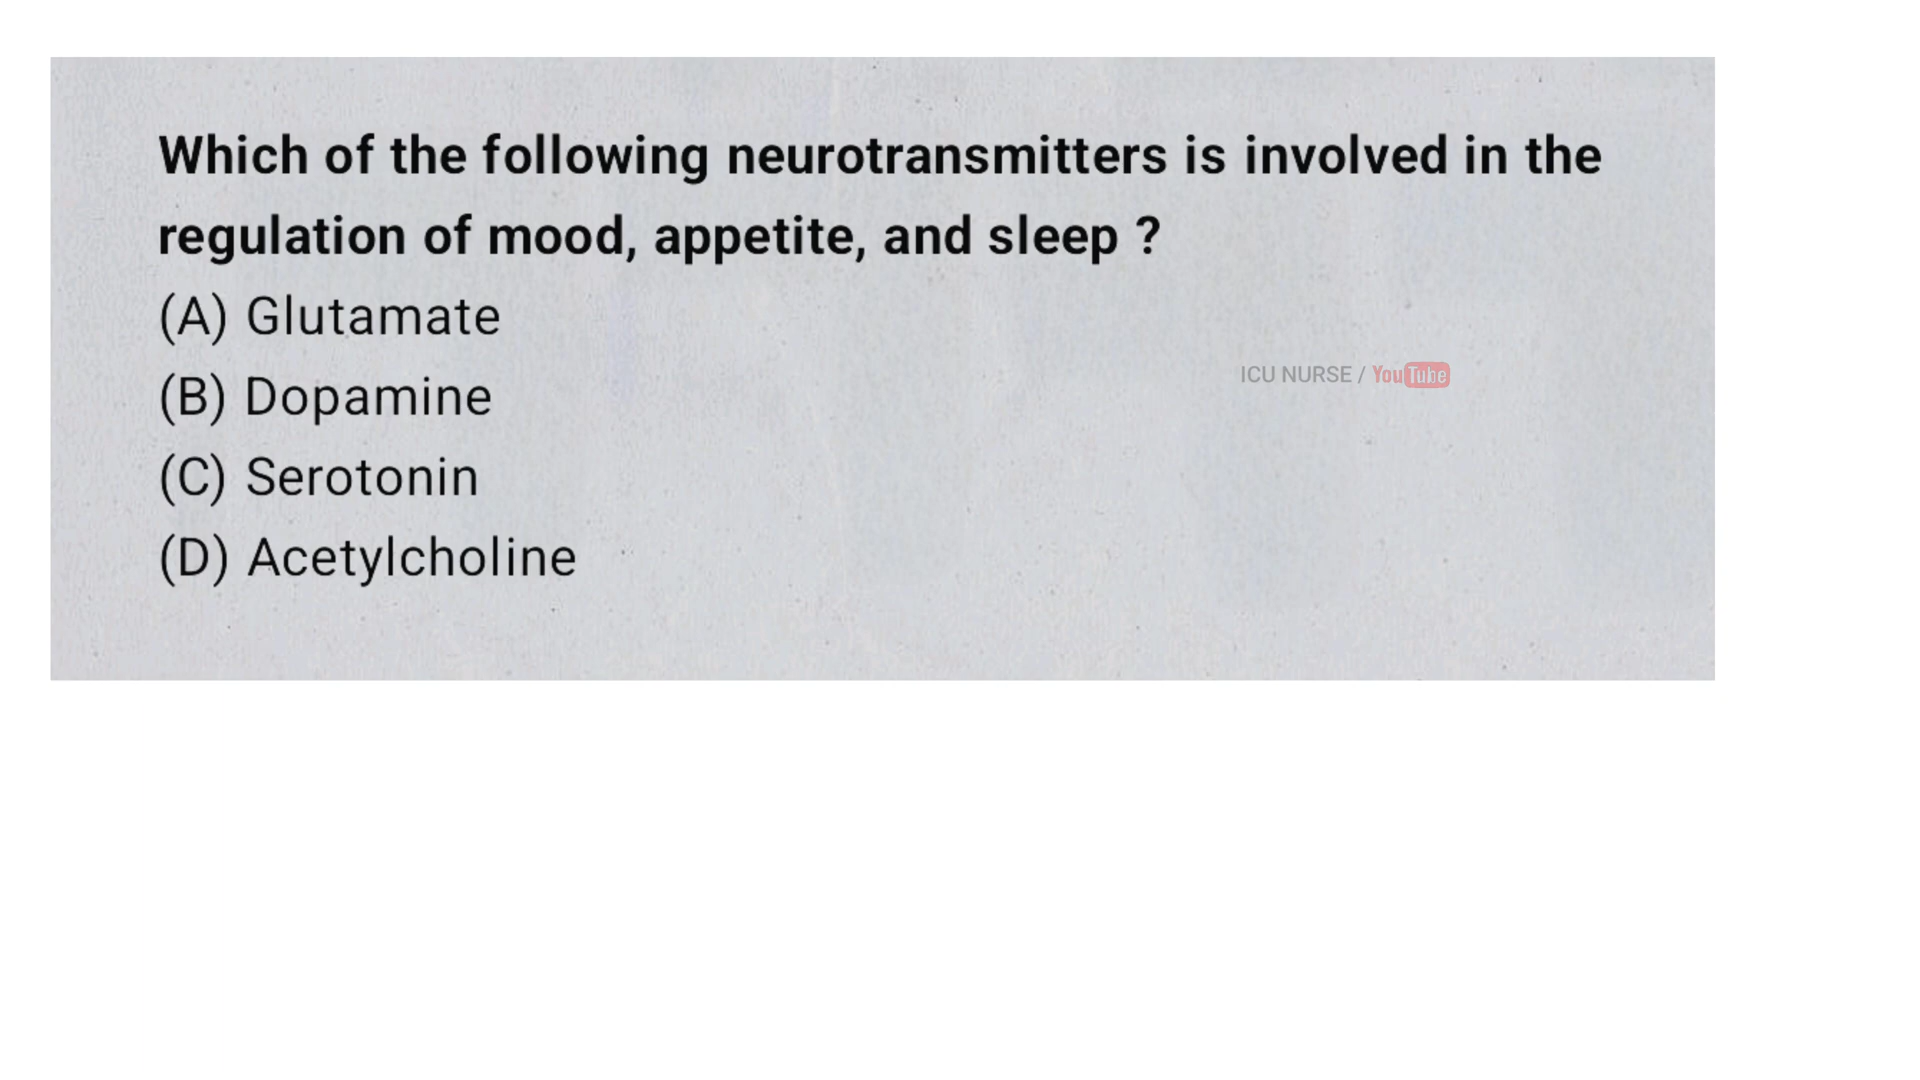 Which of the following neurotransmitters is involved in the
regulation of mood, appetite, and sleep ?
(A) Glutamate
(B) Dopamine
(C) Serotonin
(D) Acetylcholine
ICU NURSE / YouTube